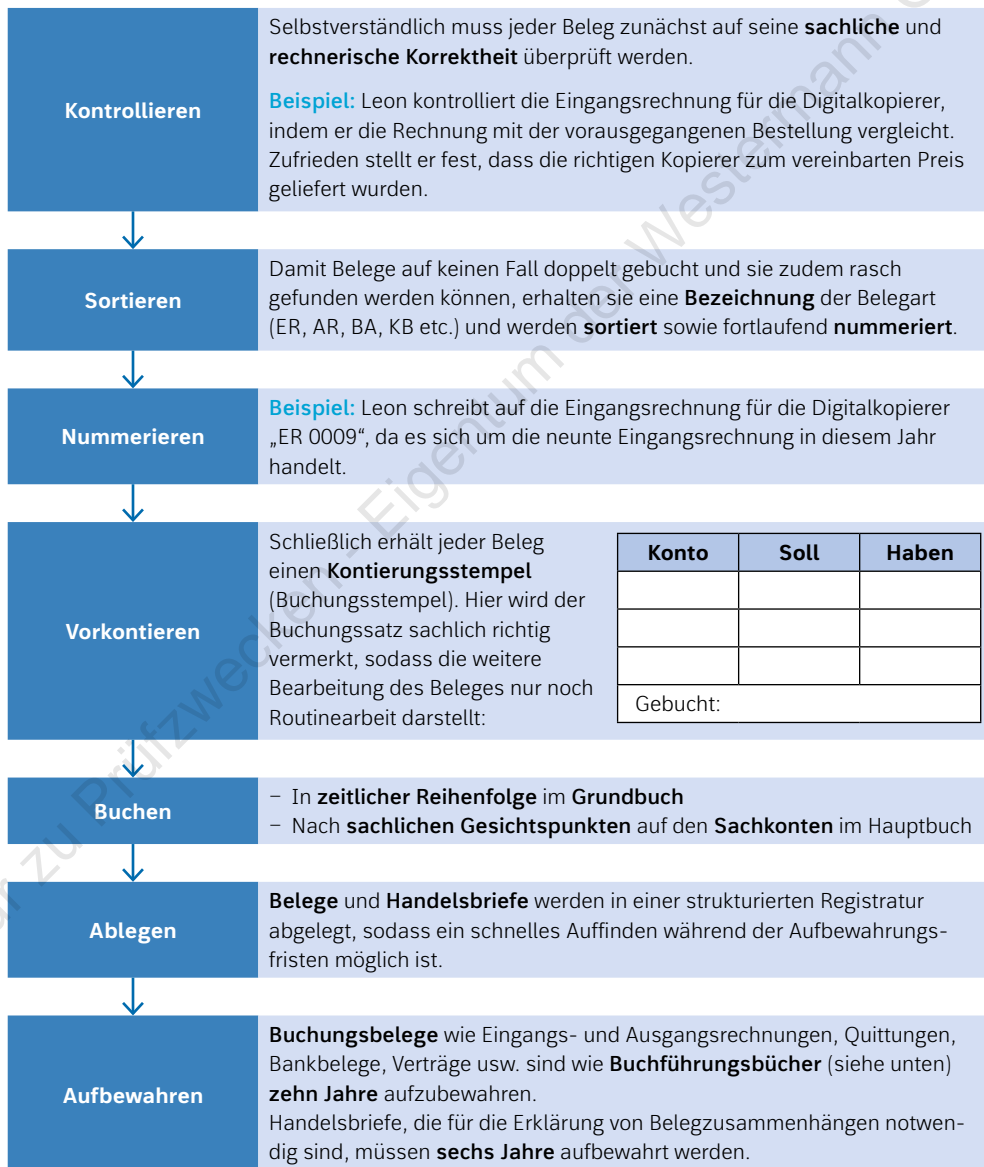 Kontrollieren
Selbstverständlich muss jeder Beleg zunächst auf seine sachliche und
rechnerische Korrektheit überprüft werden.
Beispiel: Leon kontrolliert die Eingangsrechnung für die Digitalkopierer,
indem er die Rechnung mit der vorausgegangenen Bestellung vergleicht.
Zufrieden stellt er fest, dass die richtigen Kopierer zum vereinbarten Preis
geliefert wurden.
Sortieren
Damit Belege auf keinen Fall doppelt gebucht und sie zudem rasch
gefunden werden können, erhalten sie eine Bezeichnung der Belegart
(ER, AR, BA, KB etc.) und werden sortiert sowie fortlaufend nummeriert.
Nummerieren
Beispiel: Leon schreibt auf die Eingangsrechnung für die Digitalkopierer
„ER 0009“, da es sich um die neunte Eingangsrechnung in diesem Jahr
handelt.
Vorkontieren
Schließlich erhält jeder Beleg
einen Kontierungsstempel
(Buchungsstempel). Hier wird der
Buchungssatz sachlich richtig
vermerkt, sodass die weitere
Bearbeitung des Beleges nur noch
Routinearbeit darstellt:
Konto Soll Haben
Gebucht:
Buchen
– In zeitlicher Reihenfolge im Grundbuch
– Nach sachlichen Gesichtspunkten auf den Sachkonten im Hauptbuch
Ablegen
Belege und Handelsbriefe werden in einer strukturierten Registratur
abgelegt, sodass ein schnelles Auffinden während der Aufbewahrungs-
fristen möglich ist.
Aufbewahren
Buchungsbelege wie Eingangs- und Ausgangsrechnungen, Quittungen,
Bankbelege, Verträge usw. sind wie Buchführungsbücher (siehe unten)
zehn Jahre aufzubewahren.
Handelsbriefe, die für die Erklärung von Belegzusammenhängen notwen-
dig sind, müssen sechs Jahre aufbewahrt werden.
zu Prüfzwecken - Eigentum der Westermann